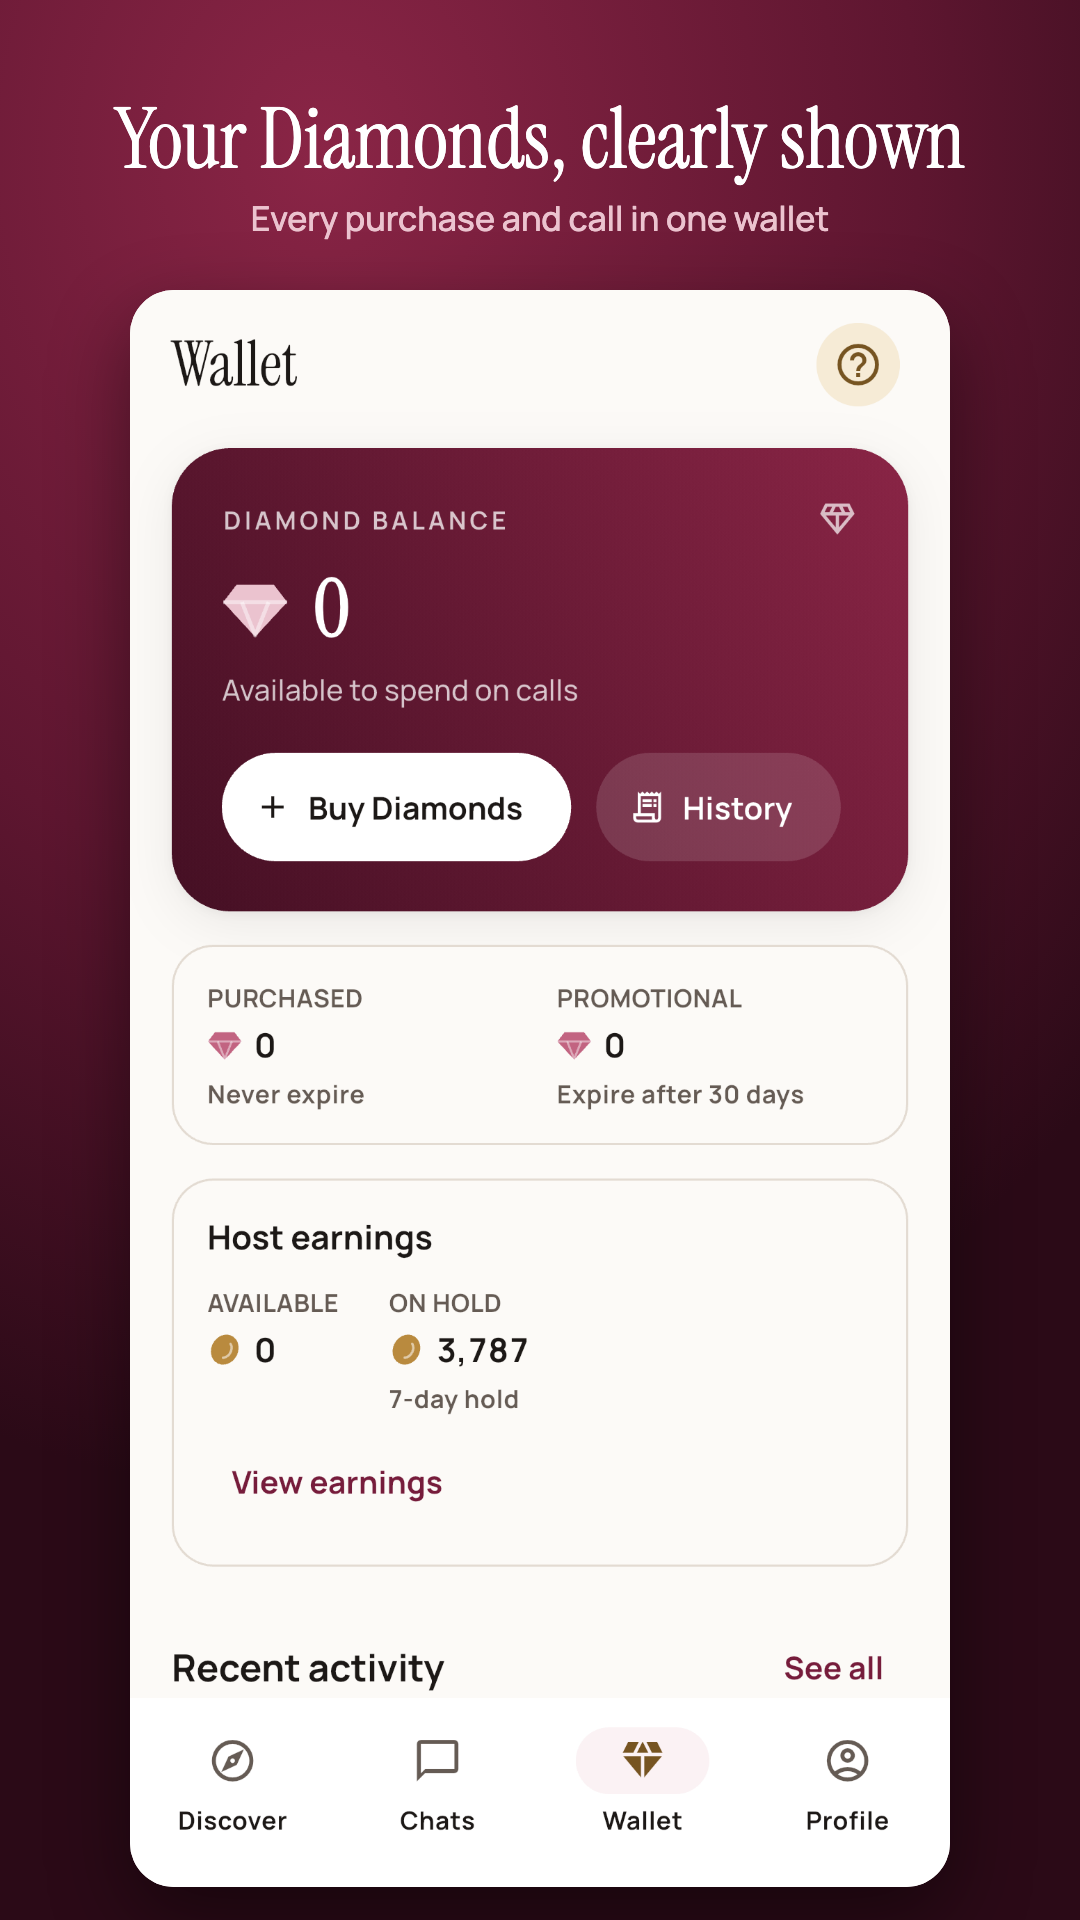 Your Diamonds, clearly shown
Every purchase and call in one wallet
Wallet
DIAMOND BALANCE
0
Available to spend on calls
+ Buy Diamonds
History
PURCHASED
0
Never expire
PROMOTIONAL
0
Expire after 30 days
Host earnings
AVAILABLE
0
ON HOLD
3,787
7-day hold
View earnings
Recent activity
See all
Discover
Chats
Wallet
Profile